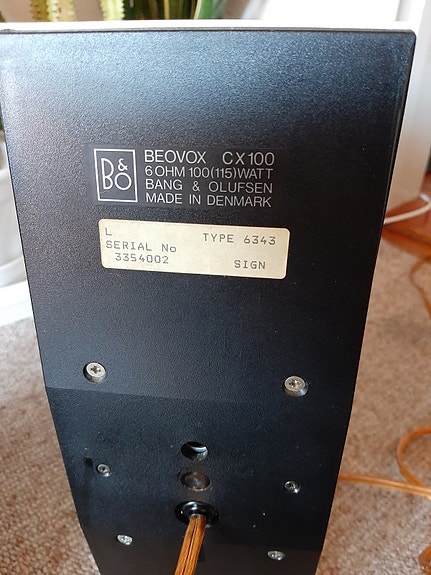 B&O
BEOVOX CX100
6 OHM 100(115)WATT
BANG & OLUFSEN
MADE IN DENMARK
L TYPE 6343
SERIAL No
3354002 SIGN